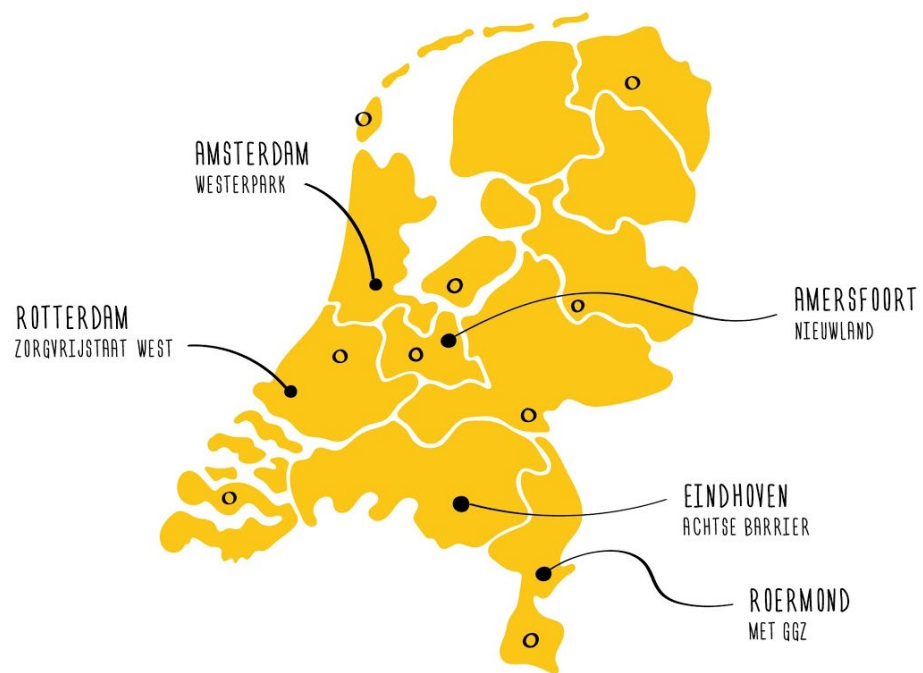 AMSTERDAM
WESTERPARK
ROTTERDAM
ZORGVRIJSTAAT WEST
AMERSFOORT
NIEUWLAND
EINDHOVEN
ACHTSE BARRIER
ROERMOND
MET GGZ